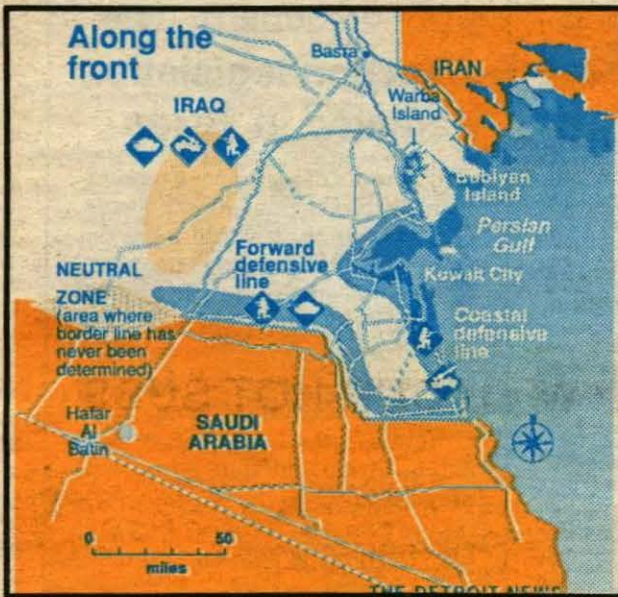 Along the
front
Basra
IRAN
IRAQ
Warba
Island
Bubiyan
Island
Persian
Gulf
Forward
defensive
line
NEUTRAL
ZONE
(area where
border line has
never been
determined)
Kuwait City
Coastal
defensive
line
Hafar
Al
Batin
SAUDI
ARABIA
0 50
miles
THE DETROIT NEWS